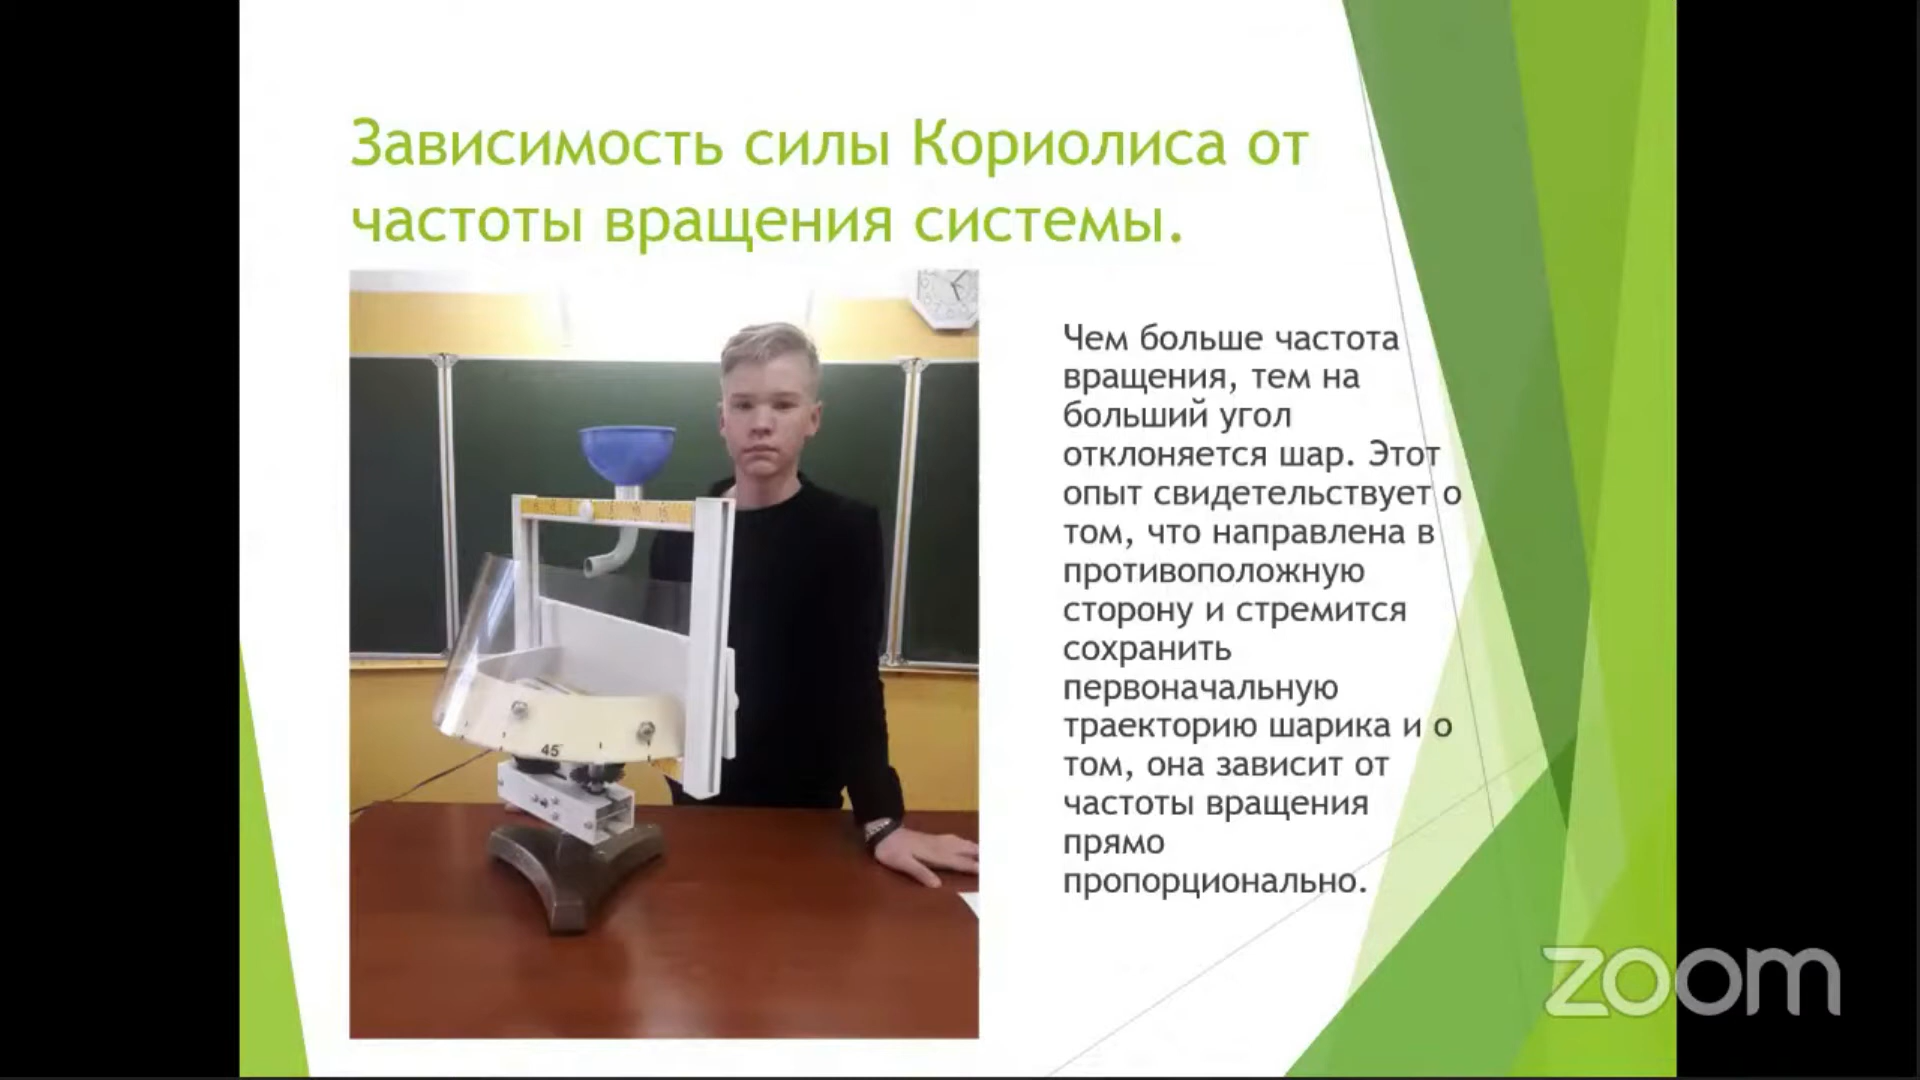 Зависимость силы Кориолиса от
частоты вращения системы.
Чем больше частота
вращения, тем на
больший угол
отклоняется шар. Этот
опыт свидетельствует о
том, что направлена в
противоположную
сторону и стремится
сохранить
первоначальную
траекторию шарика и о
том, она зависит от
частоты вращения
прямо
пропорционально.
45
zoom